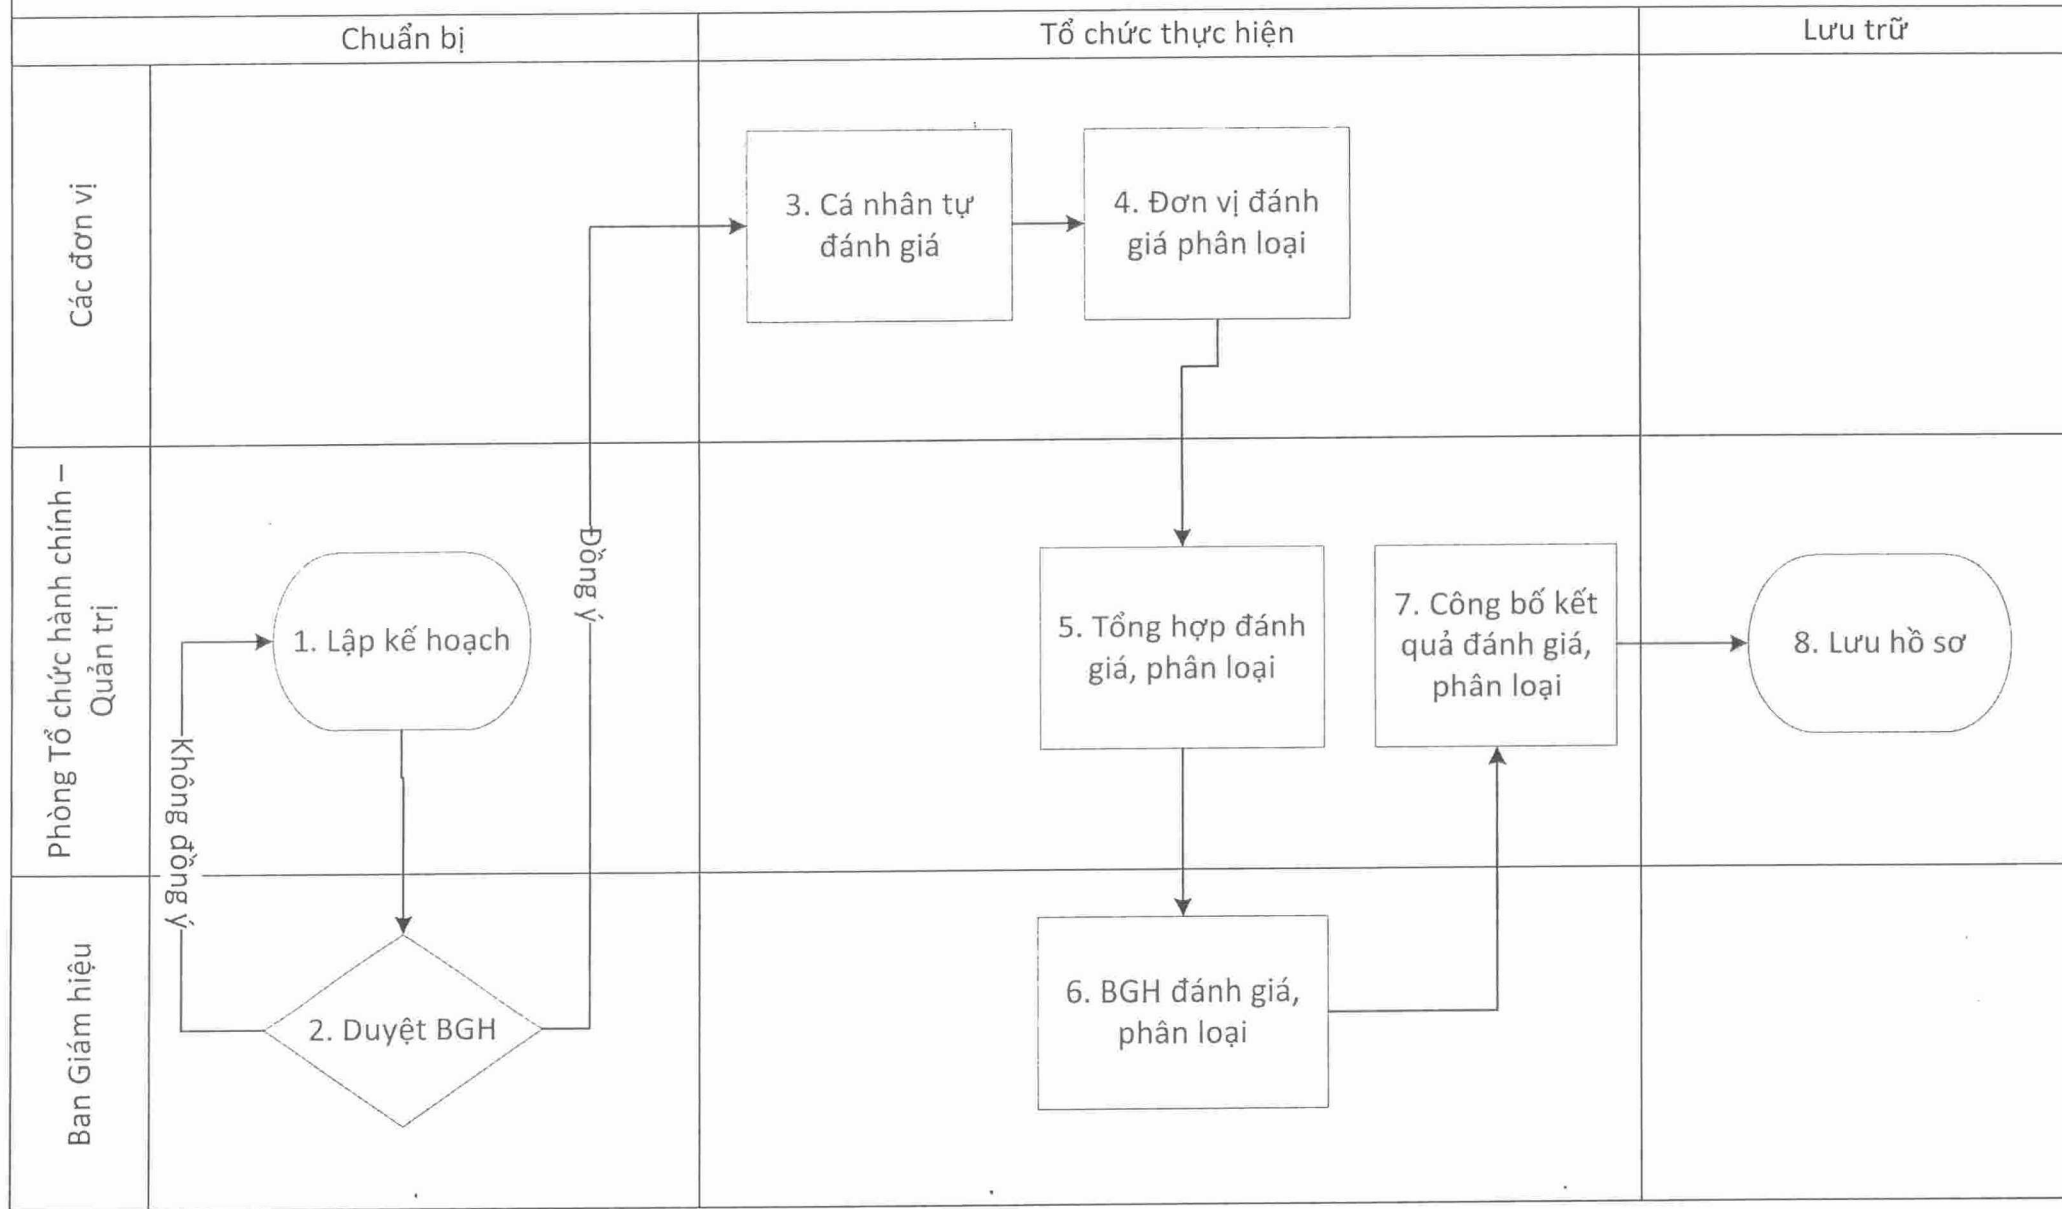 Chuẩn bị
Tổ chức thực hiện
Lưu trữ
Các đơn vị
3. Cá nhân tự
đánh giá
4. Đơn vị đánh
giá phân loại
Phòng Tổ chức hành chính –
Quản trị
1. Lập kế hoạch
Không đồng ý
Đồng ý
5. Tổng hợp đánh
giá, phân loại
7. Công bố kết
quả đánh giá,
phân loại
8. Lưu hồ sơ
Ban Giám hiệu
2. Duyệt BGH
6. BGH đánh giá,
phân loại